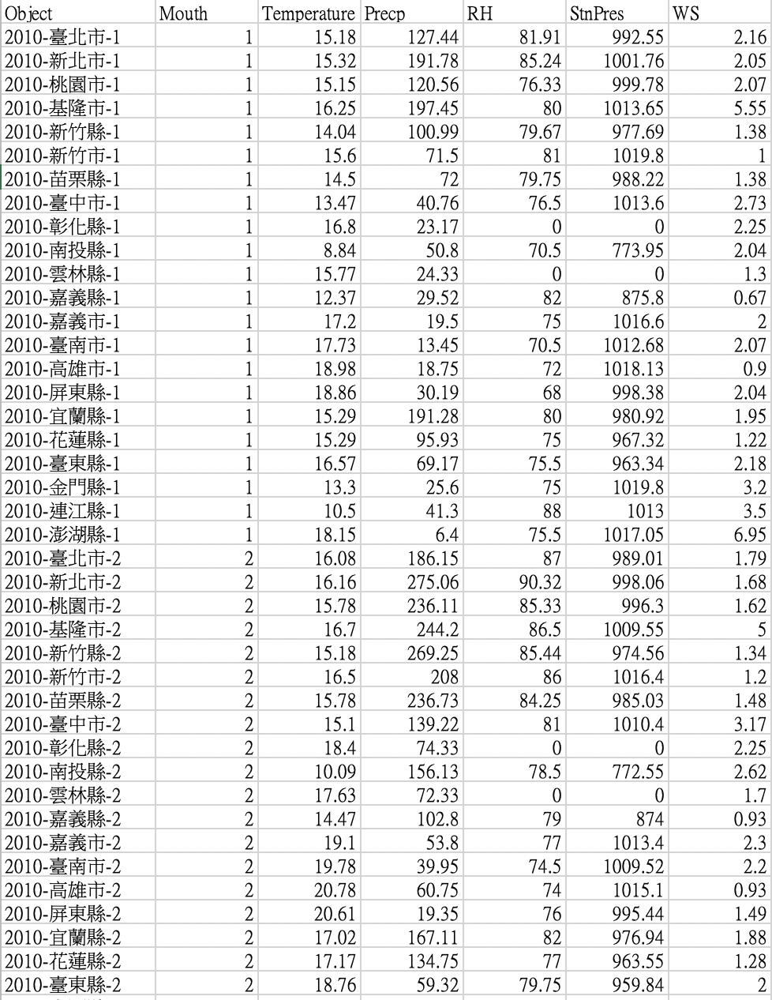 Object Mouth Temperature Precp RH StnPres WS
2010-臺北市-1 1 15.18 127.44 81.91 992.55 2.16
2010-新北市-1 1 15.32 191.78 85.24 1001.76 2.05
2010-桃園市-1 1 15.15 120.56 76.33 999.78 2.07
2010-基隆市-1 1 16.25 197.45 80 1013.65 5.55
2010-新竹縣-1 1 14.04 100.99 79.67 977.69 1.38
2010-新竹市-1 1 15.6 71.5 81 1019.8 1
2010-苗栗縣-1 1 14.5 72 79.75 988.22 1.38
2010-臺中市-1 1 13.47 40.76 76.5 1013.6 2.73
2010-彰化縣-1 1 16.8 23.17 0 0 2.25
2010-南投縣-1 1 8.84 50.8 70.5 773.95 2.04
2010-雲林縣-1 1 15.77 24.33 0 0 1.3
2010-嘉義縣-1 1 12.37 29.52 82 875.8 0.67
2010-嘉義市-1 1 17.2 19.5 75 1016.6 2
2010-臺南市-1 1 17.73 13.45 70.5 1012.68 2.07
2010-高雄市-1 1 18.98 18.75 72 1018.13 0.9
2010-屏東縣-1 1 18.86 30.19 68 998.38 2.04
2010-宜蘭縣-1 1 15.29 191.28 80 980.92 1.95
2010-花蓮縣-1 1 15.29 95.93 75 967.32 1.22
2010-臺東縣-1 1 16.57 69.17 75.5 963.34 2.18
2010-金門縣-1 1 13.3 25.6 75 1019.8 3.2
2010-連江縣-1 1 10.5 41.3 88 1013 3.5
2010-澎湖縣-1 1 18.15 6.4 75.5 1017.05 6.95
2010-臺北市-2 2 16.08 186.15 87 989.01 1.79
2010-新北市-2 2 16.16 275.06 90.32 998.06 1.68
2010-桃園市-2 2 15.78 236.11 85.33 996.3 1.62
2010-基隆市-2 2 16.7 244.2 86.5 1009.55 5
2010-新竹縣-2 2 15.18 269.25 85.44 974.56 1.34
2010-新竹市-2 2 16.5 208 86 1016.4 1.2
2010-苗栗縣-2 2 15.78 236.73 84.25 985.03 1.48
2010-臺中市-2 2 15.1 139.22 81 1010.4 3.17
2010-彰化縣-2 2 18.4 74.33 0 0 2.25
2010-南投縣-2 2 10.09 156.13 78.5 772.55 2.62
2010-雲林縣-2 2 17.63 72.33 0 0 1.7
2010-嘉義縣-2 2 14.47 102.8 79 874 0.93
2010-嘉義市-2 2 19.1 53.8 77 1013.4 2.3
2010-臺南市-2 2 19.78 39.95 74.5 1009.52 2.2
2010-高雄市-2 2 20.78 60.75 74 1015.1 0.93
2010-屏東縣-2 2 20.61 19.35 76 995.44 1.49
2010-宜蘭縣-2 2 17.02 167.11 82 976.94 1.88
2010-花蓮縣-2 2 17.17 134.75 77 963.55 1.28
2010-臺東縣-2 2 18.76 59.32 79.75 959.84 2